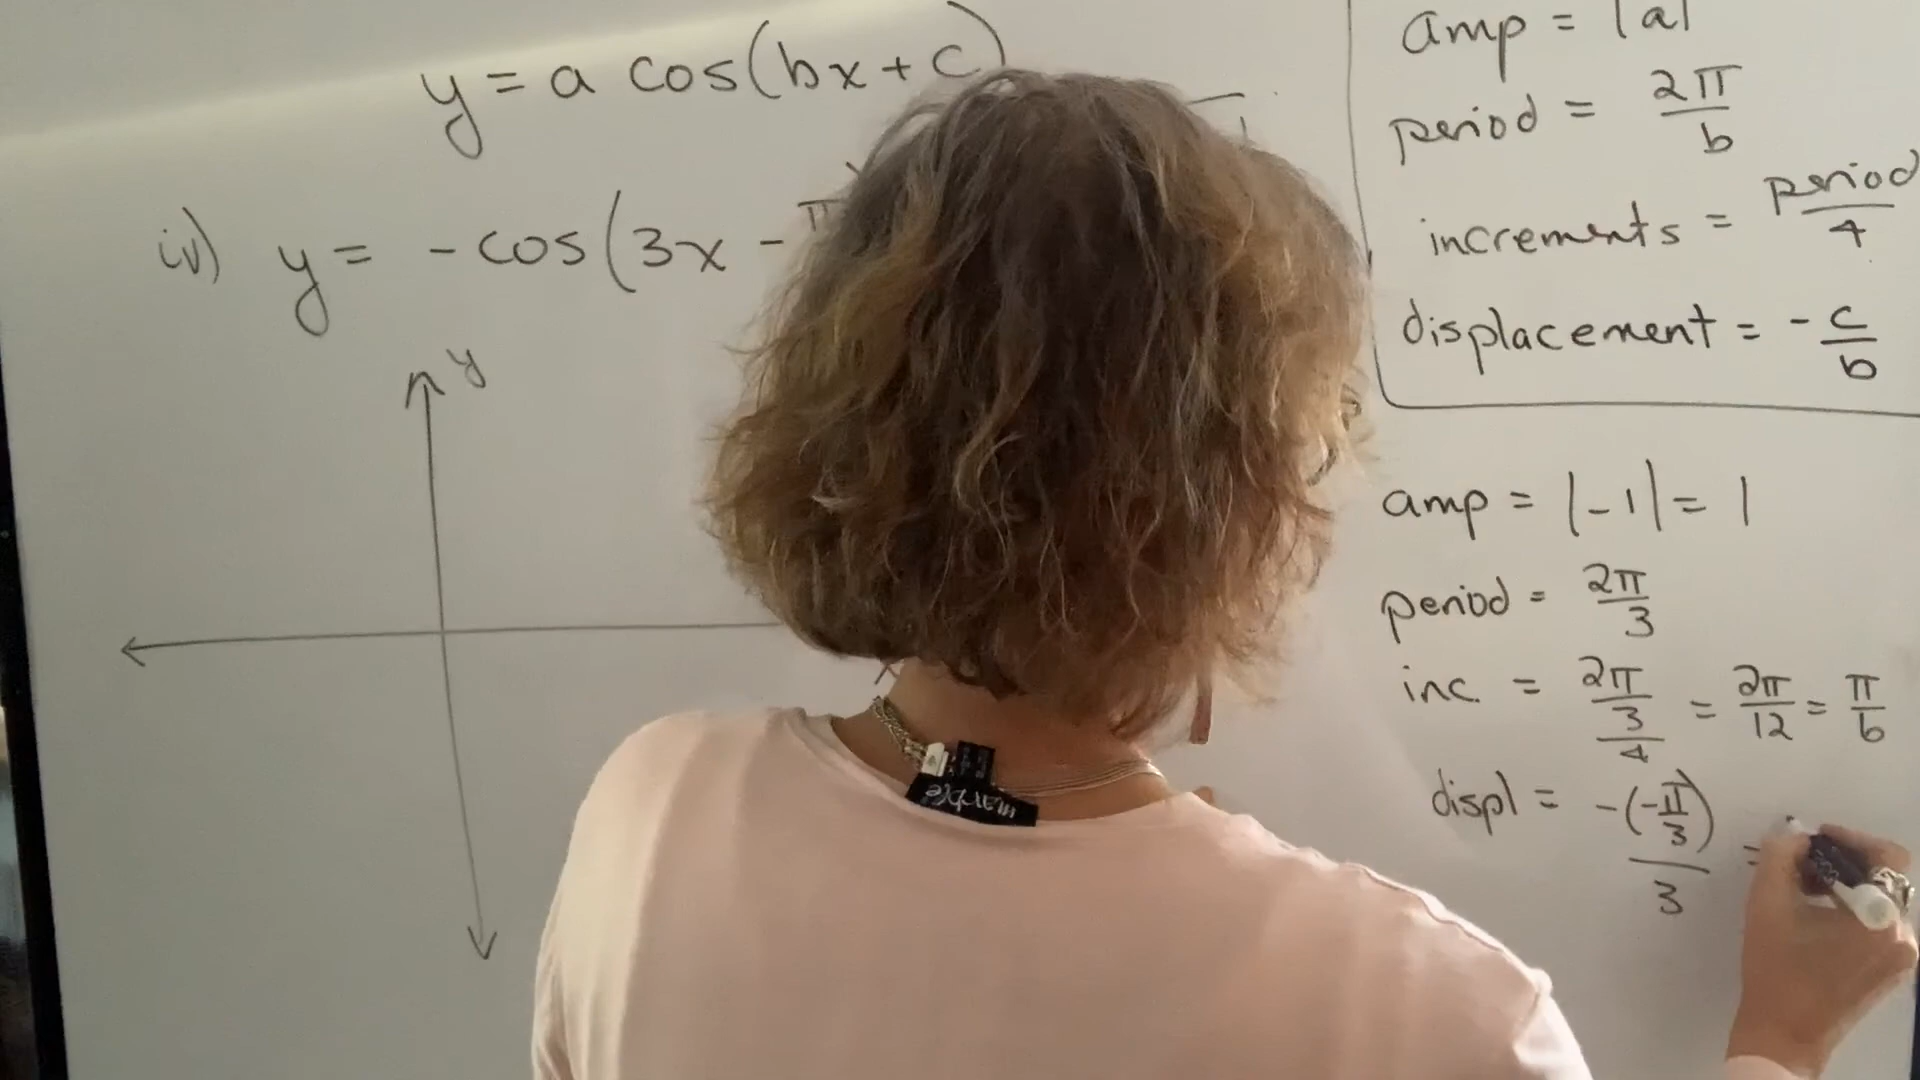 y = a cos(bx + c)
iv) y = -cos(3x - π
y
amp = |a|
period = 2π/b
increments = period/4
displacement = - c/b
amp = |-1| = 1
period = 2π/3
inc = 2π/3/4 = 2π/12 = π/6
displ = -(-π/3)/3 =
marble